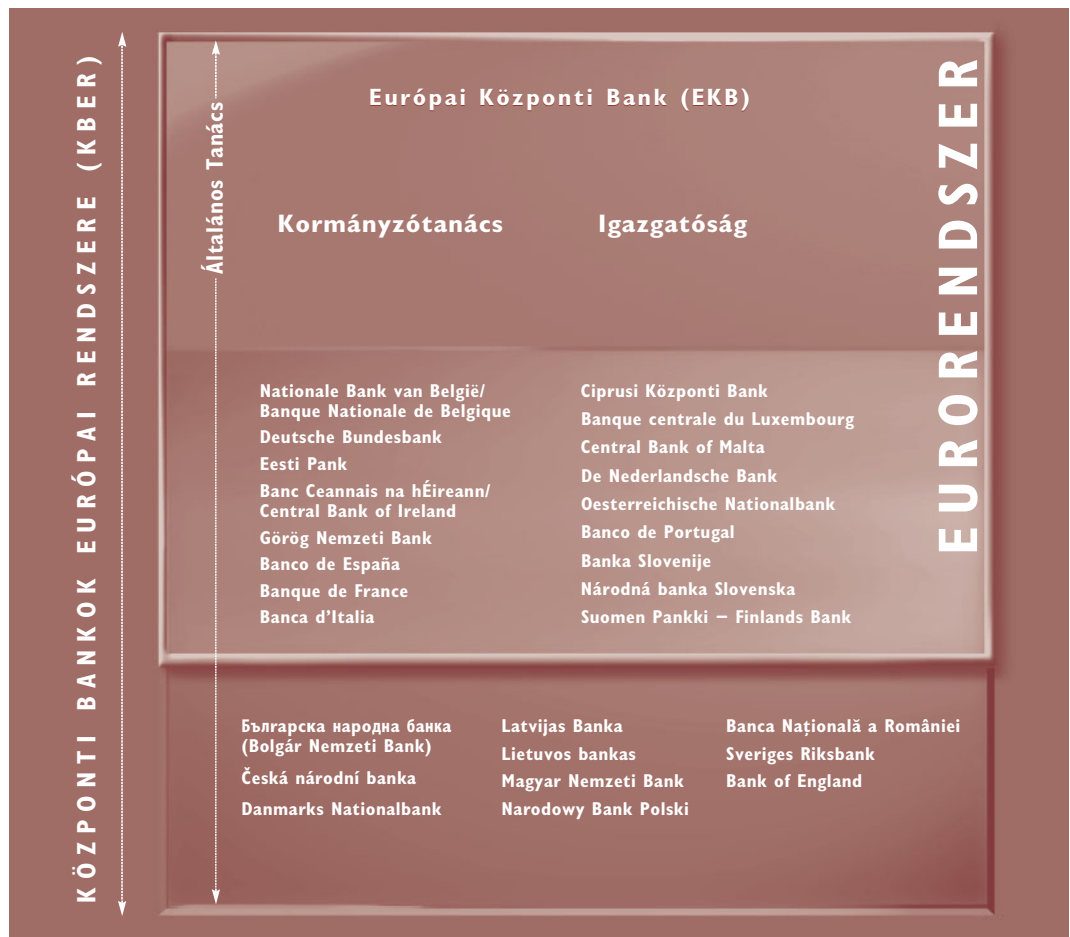 KÖZPONTI BANKOK EURÓPAI RENDSZERE (KBER)
Általános Tanács
Európai Központi Bank (EKB)
Kormányzótanács
Igazgatóság
EURORENDSZER
Nationale Bank van België/
Banque Nationale de Belgique
Deutsche Bundesbank
Eesti Pank
Banc Ceannais na hÉireann/
Central Bank of Ireland
Görög Nemzeti Bank
Banco de España
Banque de France
Banca d’Italia
Ciprusi Központi Bank
Banque centrale du Luxembourg
Central Bank of Malta
De Nederlandsche Bank
Oesterreichische Nationalbank
Banco de Portugal
Banka Slovenije
Národná banka Slovenska
Suomen Pankki – Finlands Bank
Българска народна банка
(Bolgár Nemzeti Bank)
Česká národní banka
Danmarks Nationalbank
Latvijas Banka
Lietuvos bankas
Magyar Nemzeti Bank
Narodowy Bank Polski
Banca Națională a României
Sveriges Riksbank
Bank of England